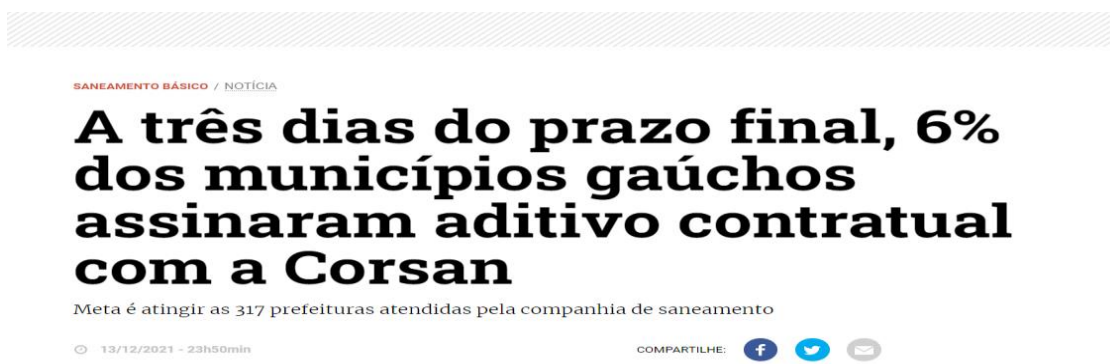 SANEAMENTO BÁSICO / NOTÍCIA
A três dias do prazo final, 6%
dos municípios gaúchos
assinaram aditivo contratual
com a Corsan
Meta é atingir as 317 prefeituras atendidas pela companhia de saneamento
13/12/2021 - 23h50min COMPARTILHE: